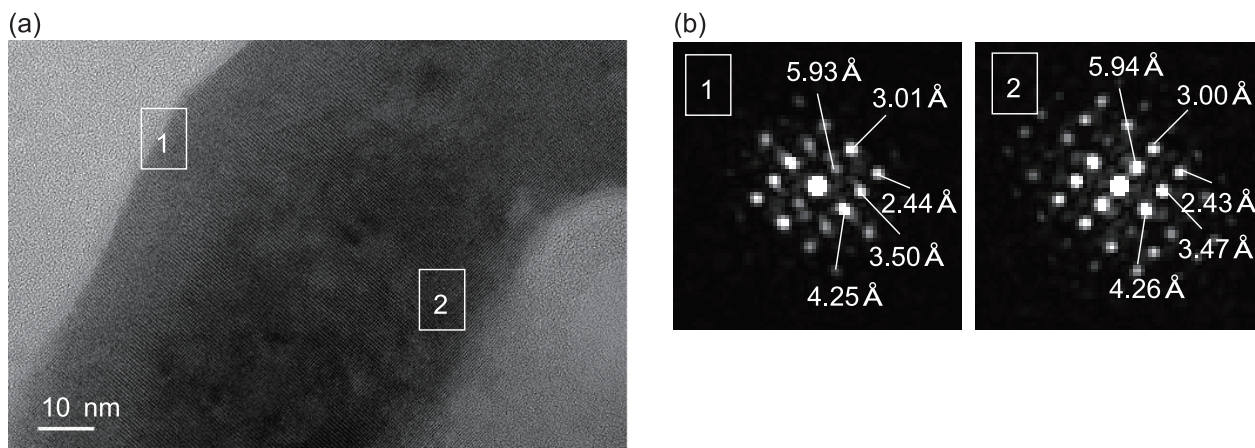 (a)
1
2
10 nm
(b)
1
5.93 Å
3.01 Å
2.44 Å
3.50 Å
4.25 Å
2
5.94 Å
3.00 Å
2.43 Å
3.47 Å
4.26 Å